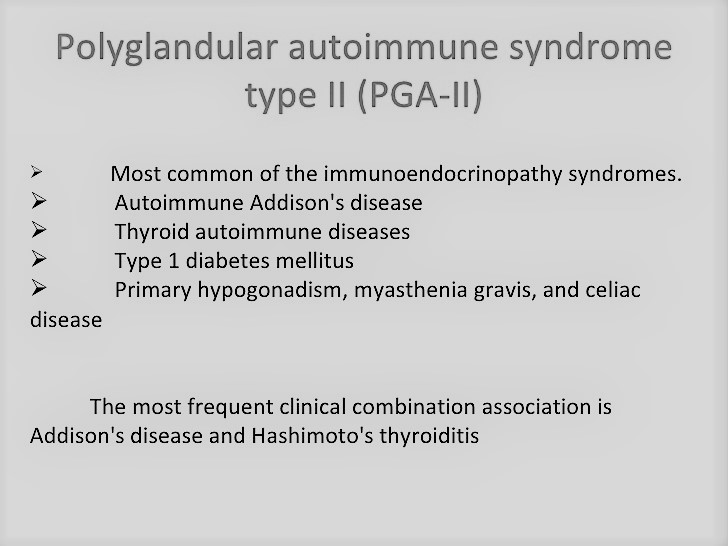 Polyglandular autoimmune syndrome
type II (PGA-II)
➢ Most common of the immunoendocrinopathy syndromes.
➢ Autoimmune Addison's disease
➢ Thyroid autoimmune diseases
➢ Type 1 diabetes mellitus
➢ Primary hypogonadism, myasthenia gravis, and celiac
disease
The most frequent clinical combination association is
Addison's disease and Hashimoto's thyroiditis